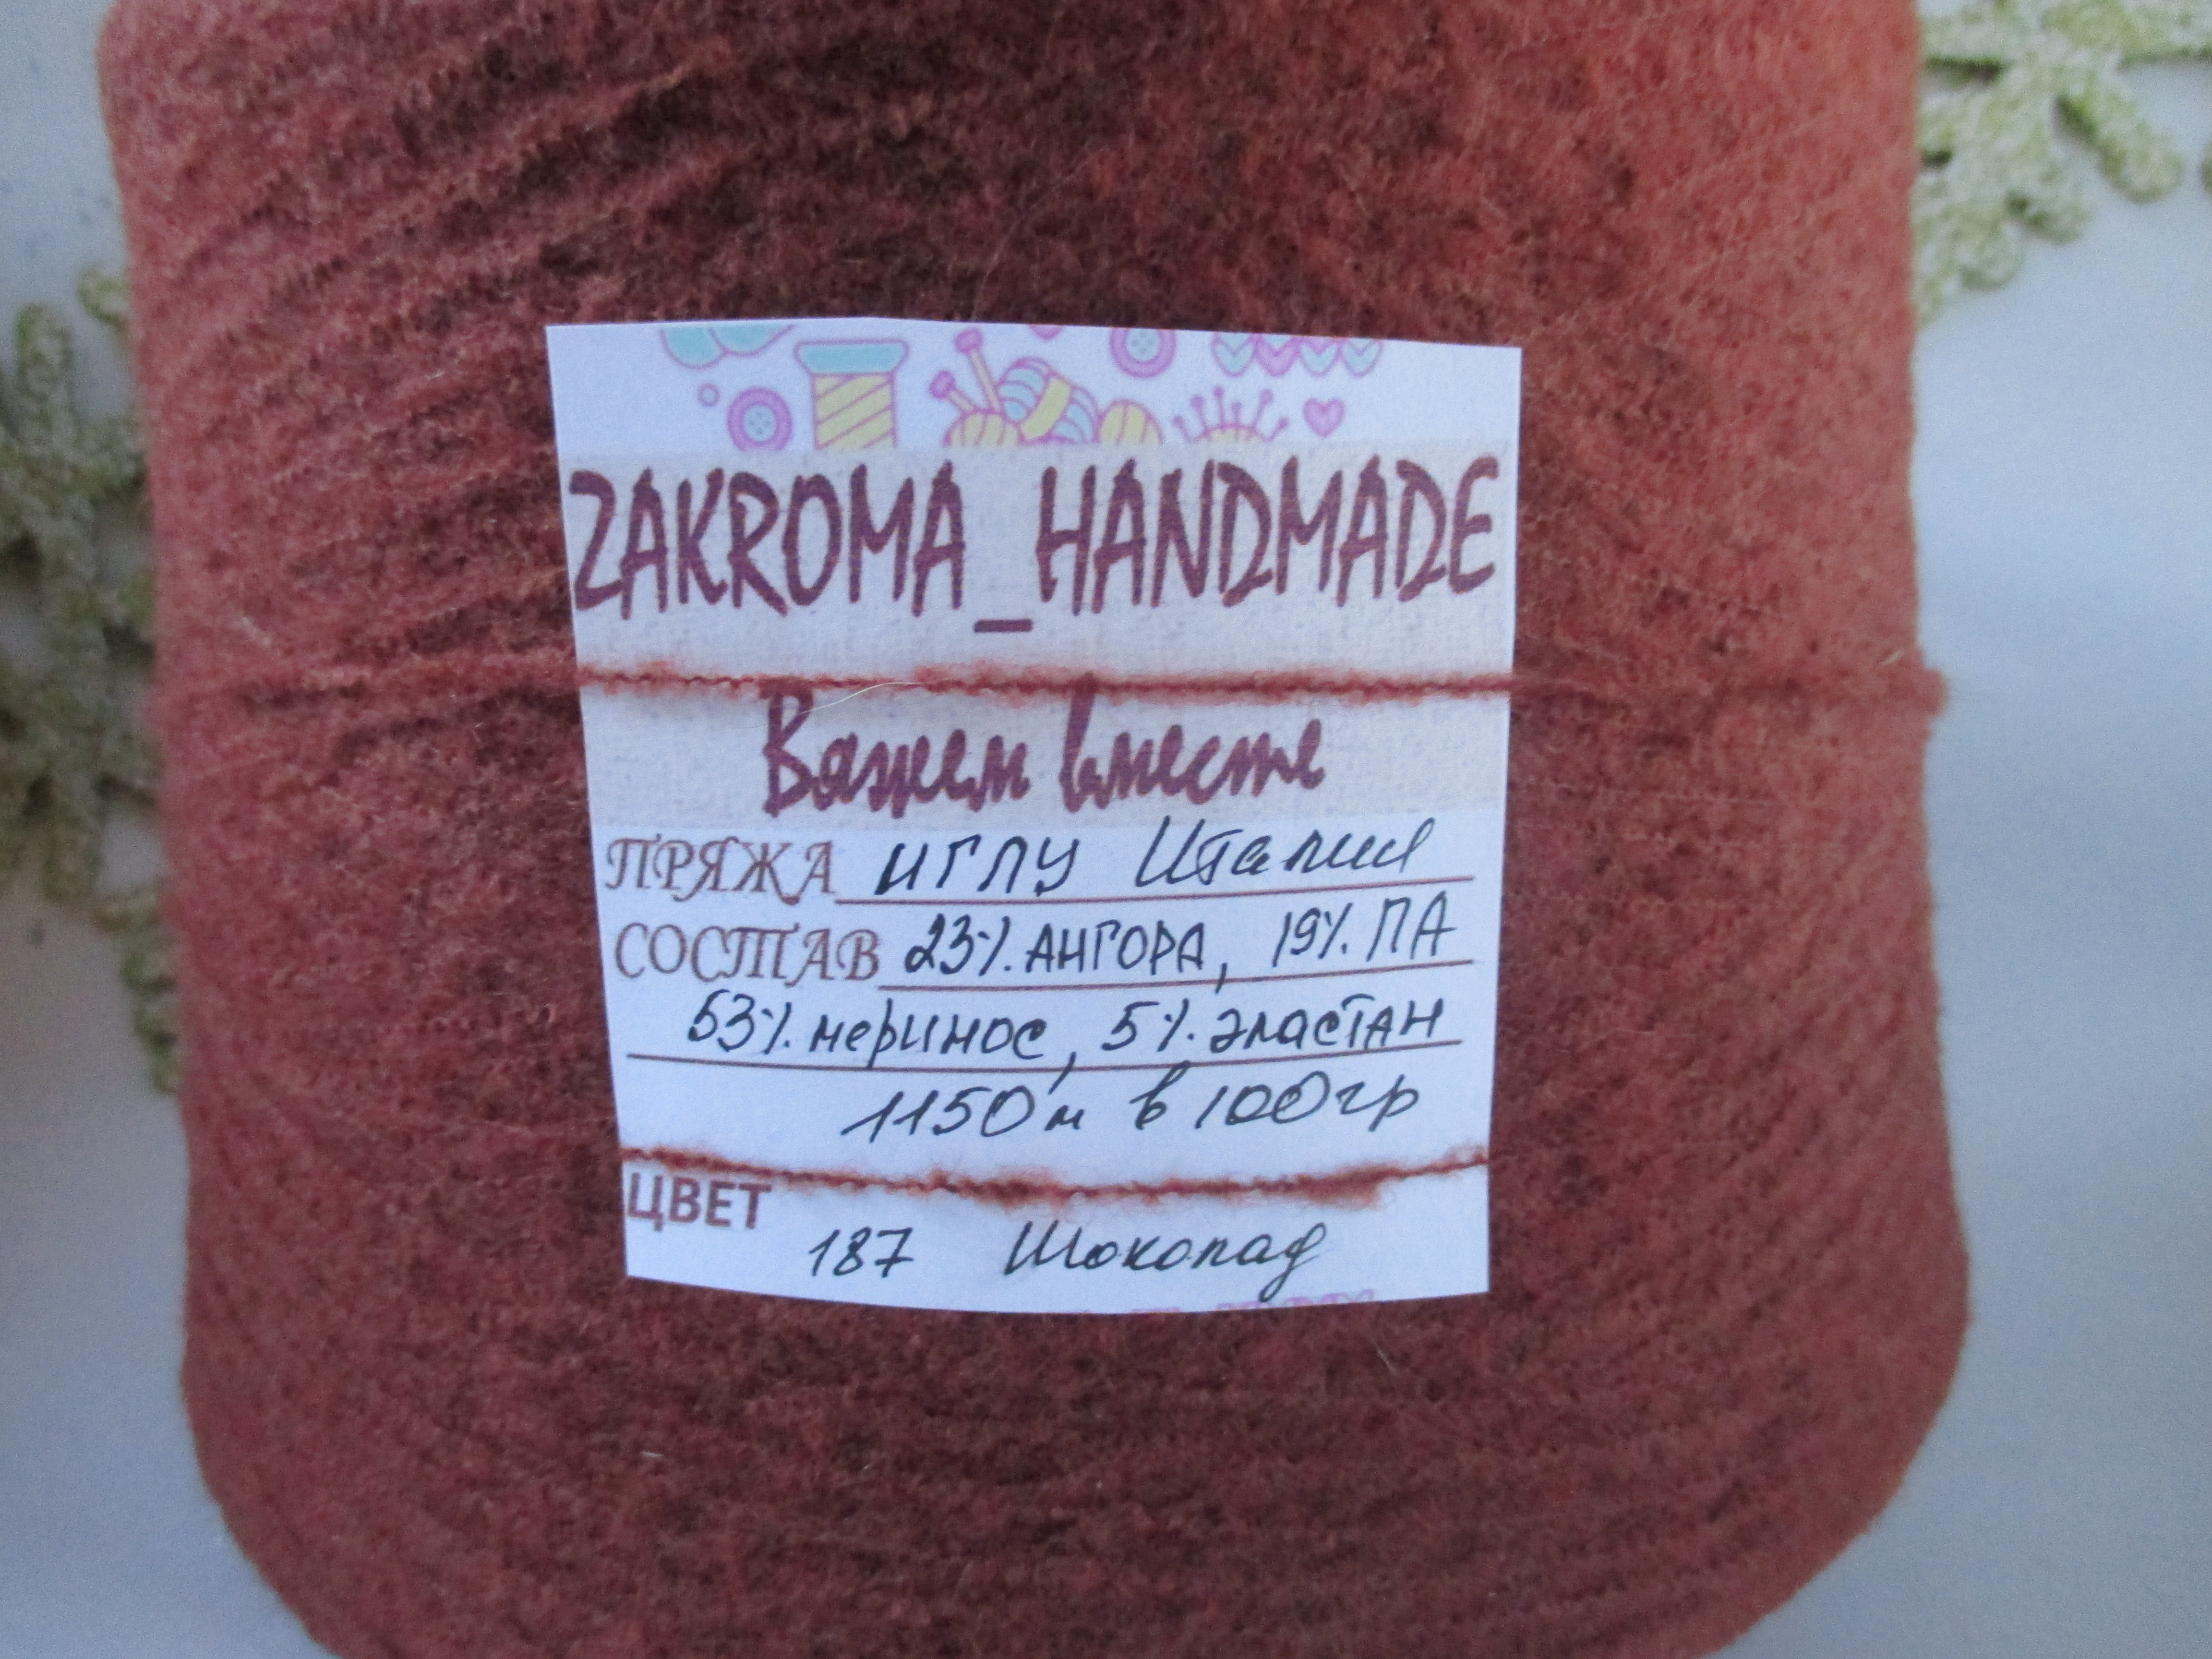 ZAKROMA_HANDMADE
Вяжем вместе
ПРЯЖА ИГЛУ Италия
СОСТАВ 23% АНГОРА, 19% ПА
53% меринос, 5% эластан
1150м в 100гр
ЦВЕТ
187 Шоколад